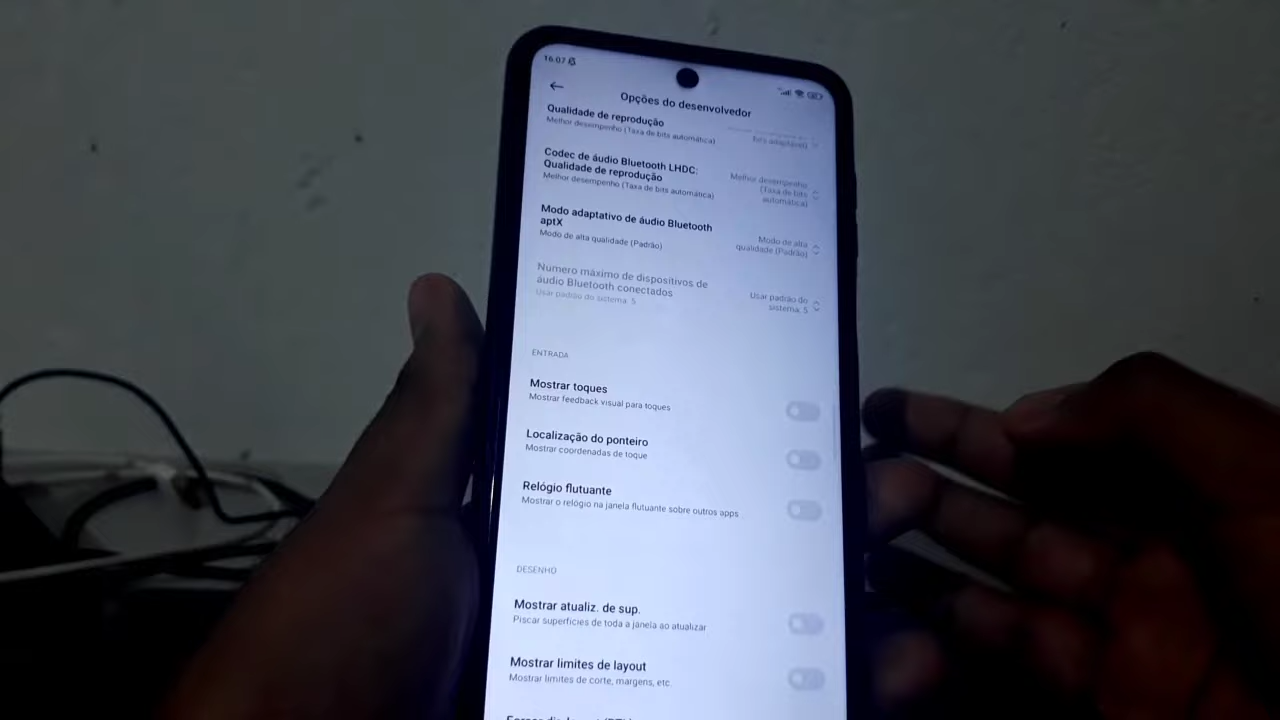 16:07
Opções do desenvolvedor
Qualidade de reprodução
Melhor desempenho (Taxa de bits automática)
bits adaptável)
Codec de áudio Bluetooth LHDC:
Qualidade de reprodução
Melhor desempenho (Taxa de bits automática)
Melhor desempenho
(Taxa de bits
automática)
Modo adaptativo de áudio Bluetooth
aptX
Modo de alta qualidade (Padrão)
Modo de alta
qualidade (Padrão)
Numero máximo de dispositivos de
áudio Bluetooth conectados
Usar padrão do sistema: 5
Usar padrão do
sistema: 5
ENTRADA
Mostrar toques
Mostrar feedback visual para toques
Localização do ponteiro
Mostrar coordenadas de toque
Relógio flutuante
Mostrar o relógio na janela flutuante sobre outros apps
DESENHO
Mostrar atualiz. de sup.
Piscar superfícies de toda a janela ao atualizar
Mostrar limites de layout
Mostrar limites de corte, margens, etc.